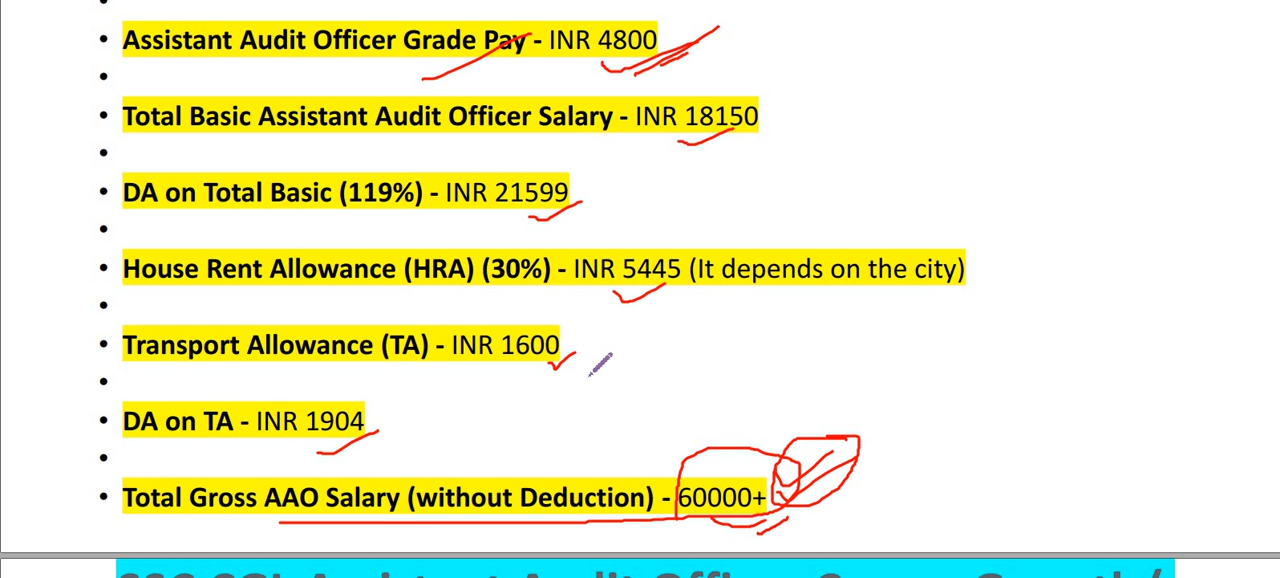 • Assistant Audit Officer Grade Pay - INR 4800
•
• Total Basic Assistant Audit Officer Salary - INR 18150
•
• DA on Total Basic (119%) - INR 21599
•
• House Rent Allowance (HRA) (30%) - INR 5445 (It depends on the city)
•
• Transport Allowance (TA) - INR 1600
•
• DA on TA - INR 1904
•
• Total Gross AAO Salary (without Deduction) - 60000+